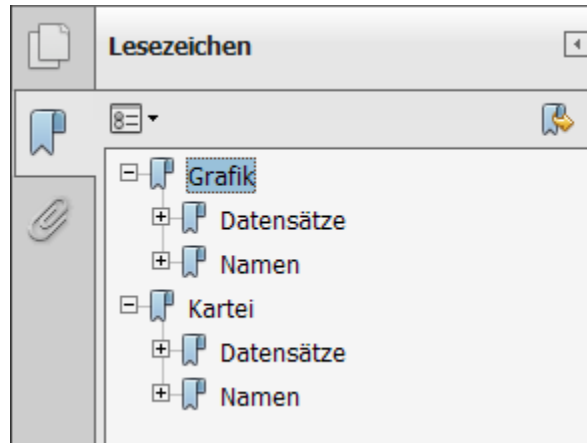 Lesezeichen
Grafik
Datensätze
Namen
Kartei
Datensätze
Namen